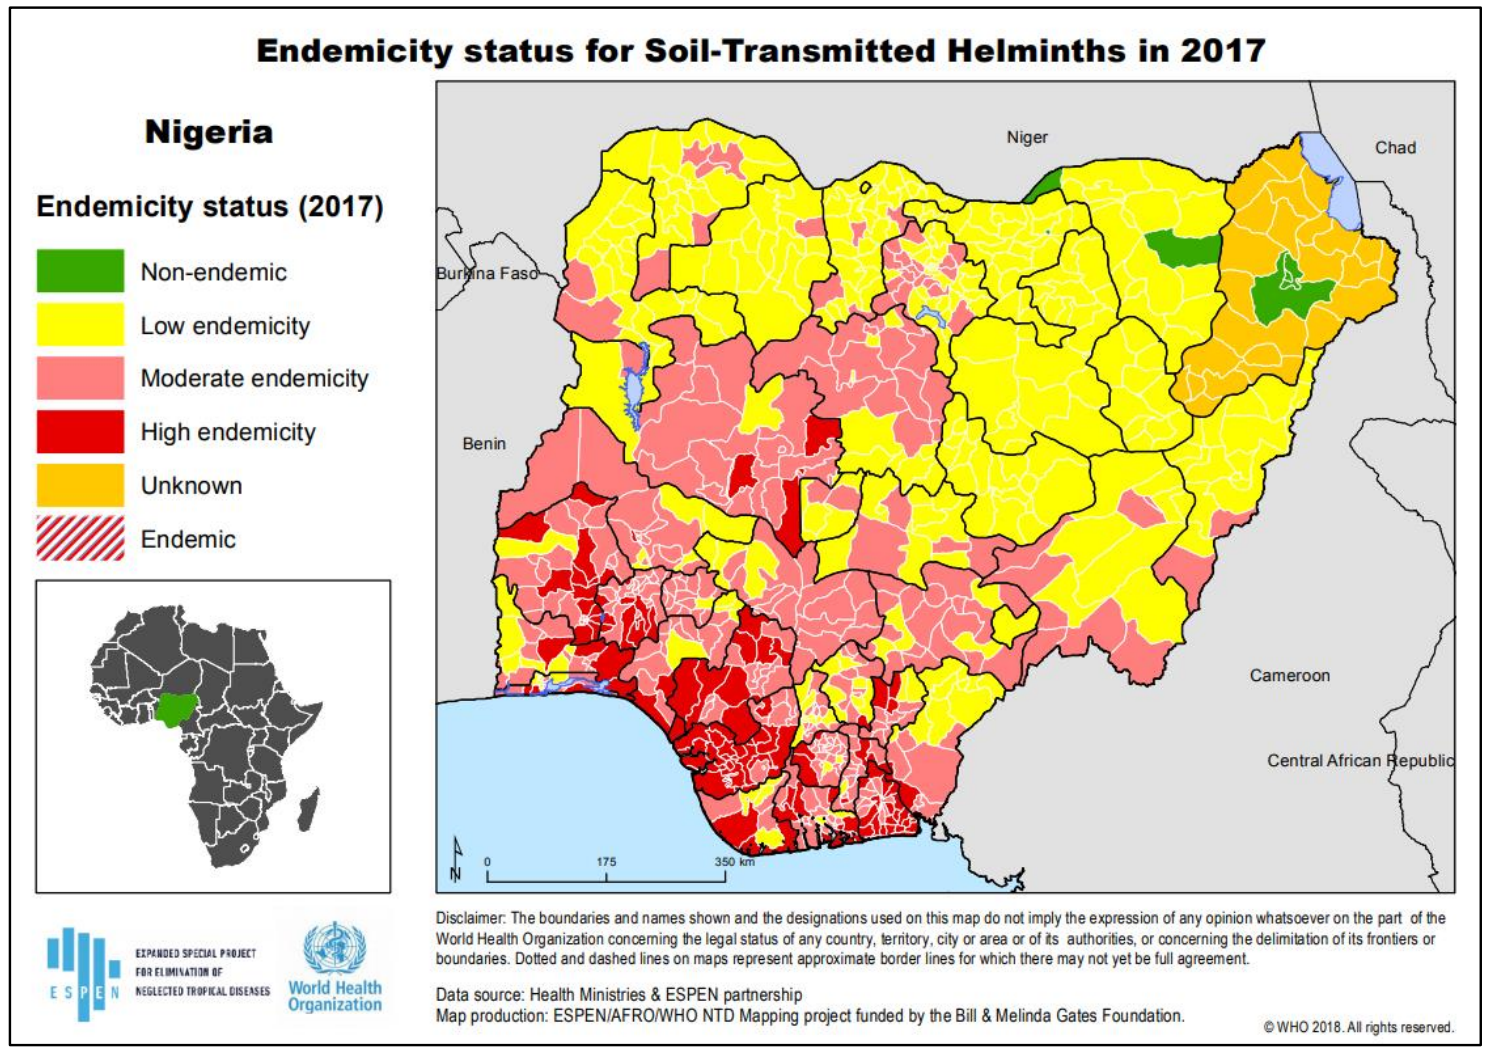 Endemicity status for Soil-Transmitted Helminths in 2017
Nigeria
Endemicity status (2017)
Non-endemic
Low endemicity
Moderate endemicity
High endemicity
Unknown
Endemic
Niger
Chad
Burkina Faso
Benin
Cameroon
Central African Republic
N
0 175 350 km
Disclaimer: The boundaries and names shown and the designations used on this map do not imply the expression of any opinion whatsoever on the part of the
World Health Organization concerning the legal status of any country, territory, city or area or of its authorities, or concerning the delimitation of its frontiers or
boundaries. Dotted and dashed lines on maps represent approximate border lines for which there may not yet be full agreement.
Data source: Health Ministries & ESPEN partnership
Map production: ESPEN/AFRO/WHO NTD Mapping project funded by the Bill & Melinda Gates Foundation.
© WHO 2018. All rights reserved.
ESPEN
EXPANDED SPECIAL PROJECT
FOR ELIMINATION OF
NEGLECTED TROPICAL DISEASES
World Health
Organization